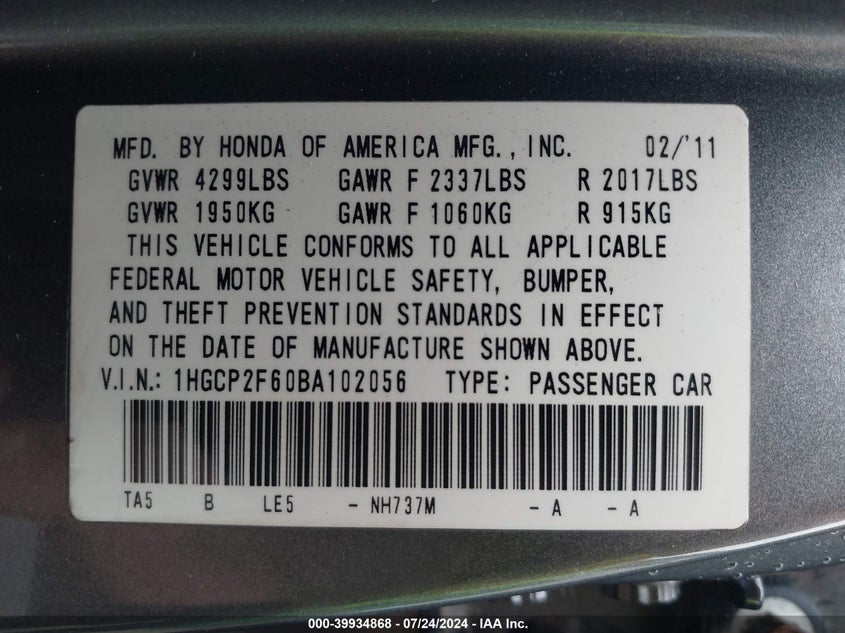 MFD. BY HONDA OF AMERICA MFG., INC. 02/'11
GVWR 4299LBS GAWR F 2337LBS R 2017LBS
GVWR 1950KG GAWR F 1060KG R 915KG
THIS VEHICLE CONFORMS TO ALL APPLICABLE
FEDERAL MOTOR VEHICLE SAFETY, BUMPER,
AND THEFT PREVENTION STANDARDS IN EFFECT
ON THE DATE OF MANUFACTURE SHOWN ABOVE.
V.I.N.: 1HGCP2F60BA102056 TYPE: PASSENGER CAR
TA5 B LE5 - NH737M - A - A
000-39934868 - 07/24/2024 - IAA Inc.